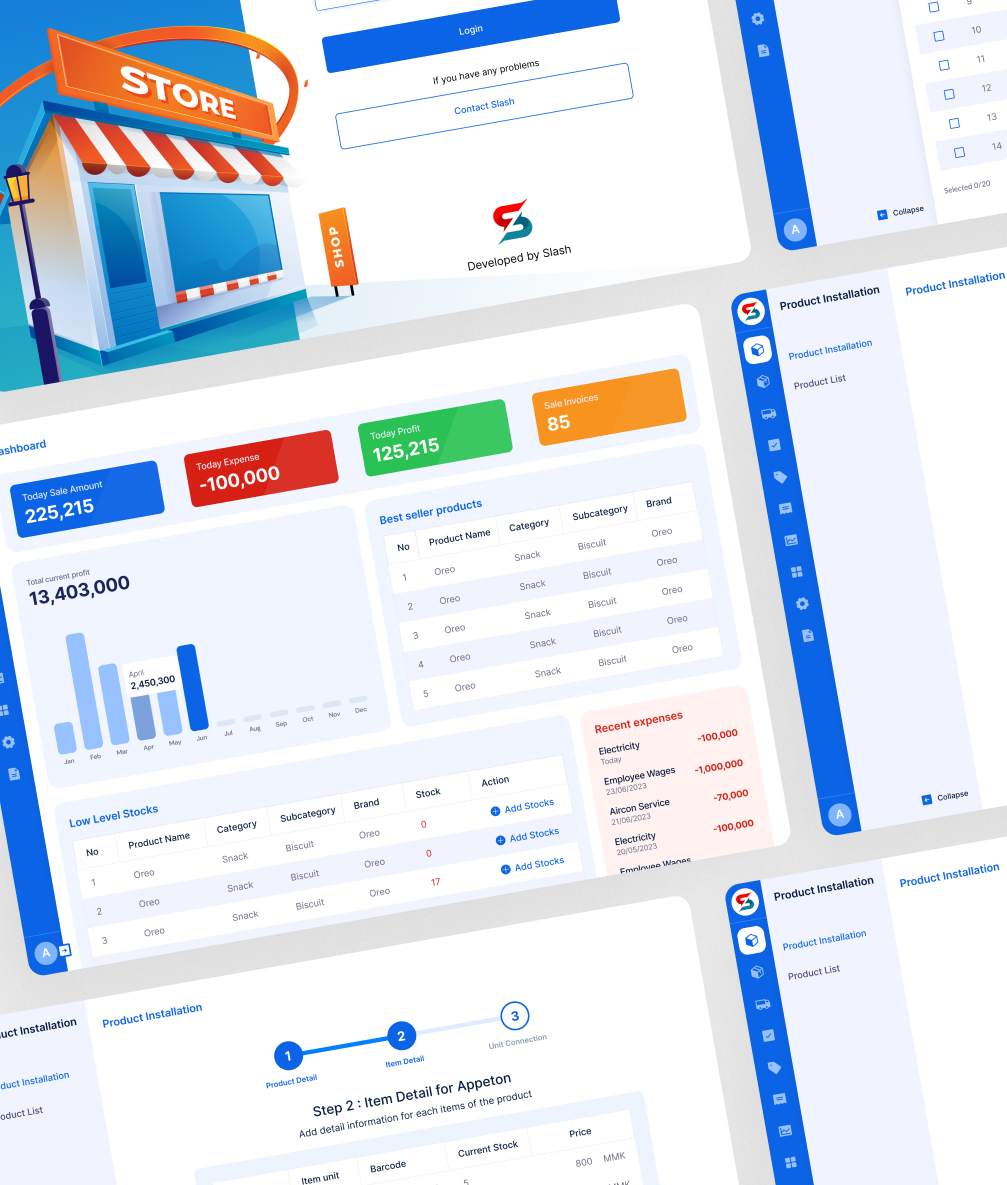 STORE
SHOP
Login
If you have any problems
Contact Slash
Developed by Slash
10
11
12
13
14
Selected 0/20
A
Collapse
ashboard
Today Sale Amount
225,215
Today Expense
-100,000
Today Profit
125,215
Sale Invoices
85
Total current profit
13,403,000
April
2,450,300
Jan Feb Mar Apr May Jun Jul Aug Sep Oct Nov Dec
Best seller products
No Product Name Category Subcategory Brand
1 Oreo Snack Biscuit Oreo
2 Oreo Snack Biscuit Oreo
3 Oreo Snack Biscuit Oreo
4 Oreo Snack Biscuit Oreo
5 Oreo Snack Biscuit Oreo
Low Level Stocks
No Product Name Category Subcategory Brand Stock Action
1 Oreo Snack Biscuit Oreo 0 Add Stocks
2 Oreo Snack Biscuit Oreo 0 Add Stocks
3 Oreo Snack Biscuit Oreo 17 Add Stocks
A
Recent expenses
Electricity -100,000
Today
Employee Wages -1,000,000
23/06/2023
Aircon Service -70,000
21/06/2023
Electricity -100,000
20/05/2023
Employee Wages
Product Installation
Product Installation
Product Installation
Product List
A
Collapse
uct Installation
duct Installation
oduct List
Product Installation
1 2 3
Product Detail Item Detail Unit Connection
Step 2 : Item Detail for Appeton
Add detail information for each items of the product
Item unit Barcode Current Stock Price
5 800 MMK
Product Installation
Product Installation
Product Installation
Product List